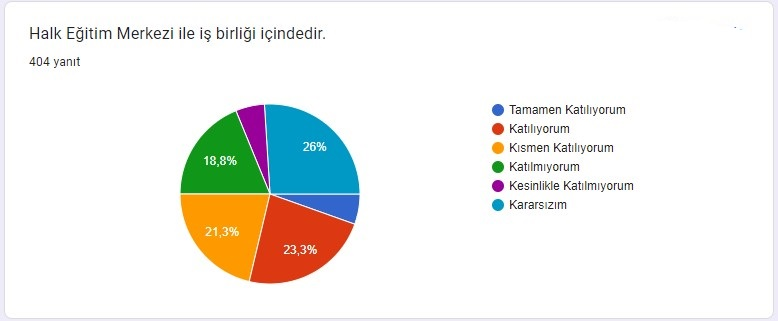 Halk Eğitim Merkezi ile iş birliği içindedir.
404 yanıt
Tamamen Katılıyorum
Katılıyorum
Kısmen Katılıyorum
Katılmıyorum
Kesinlikle Katılmıyorum
Kararsızım
26%
18,8%
21,3%
23,3%